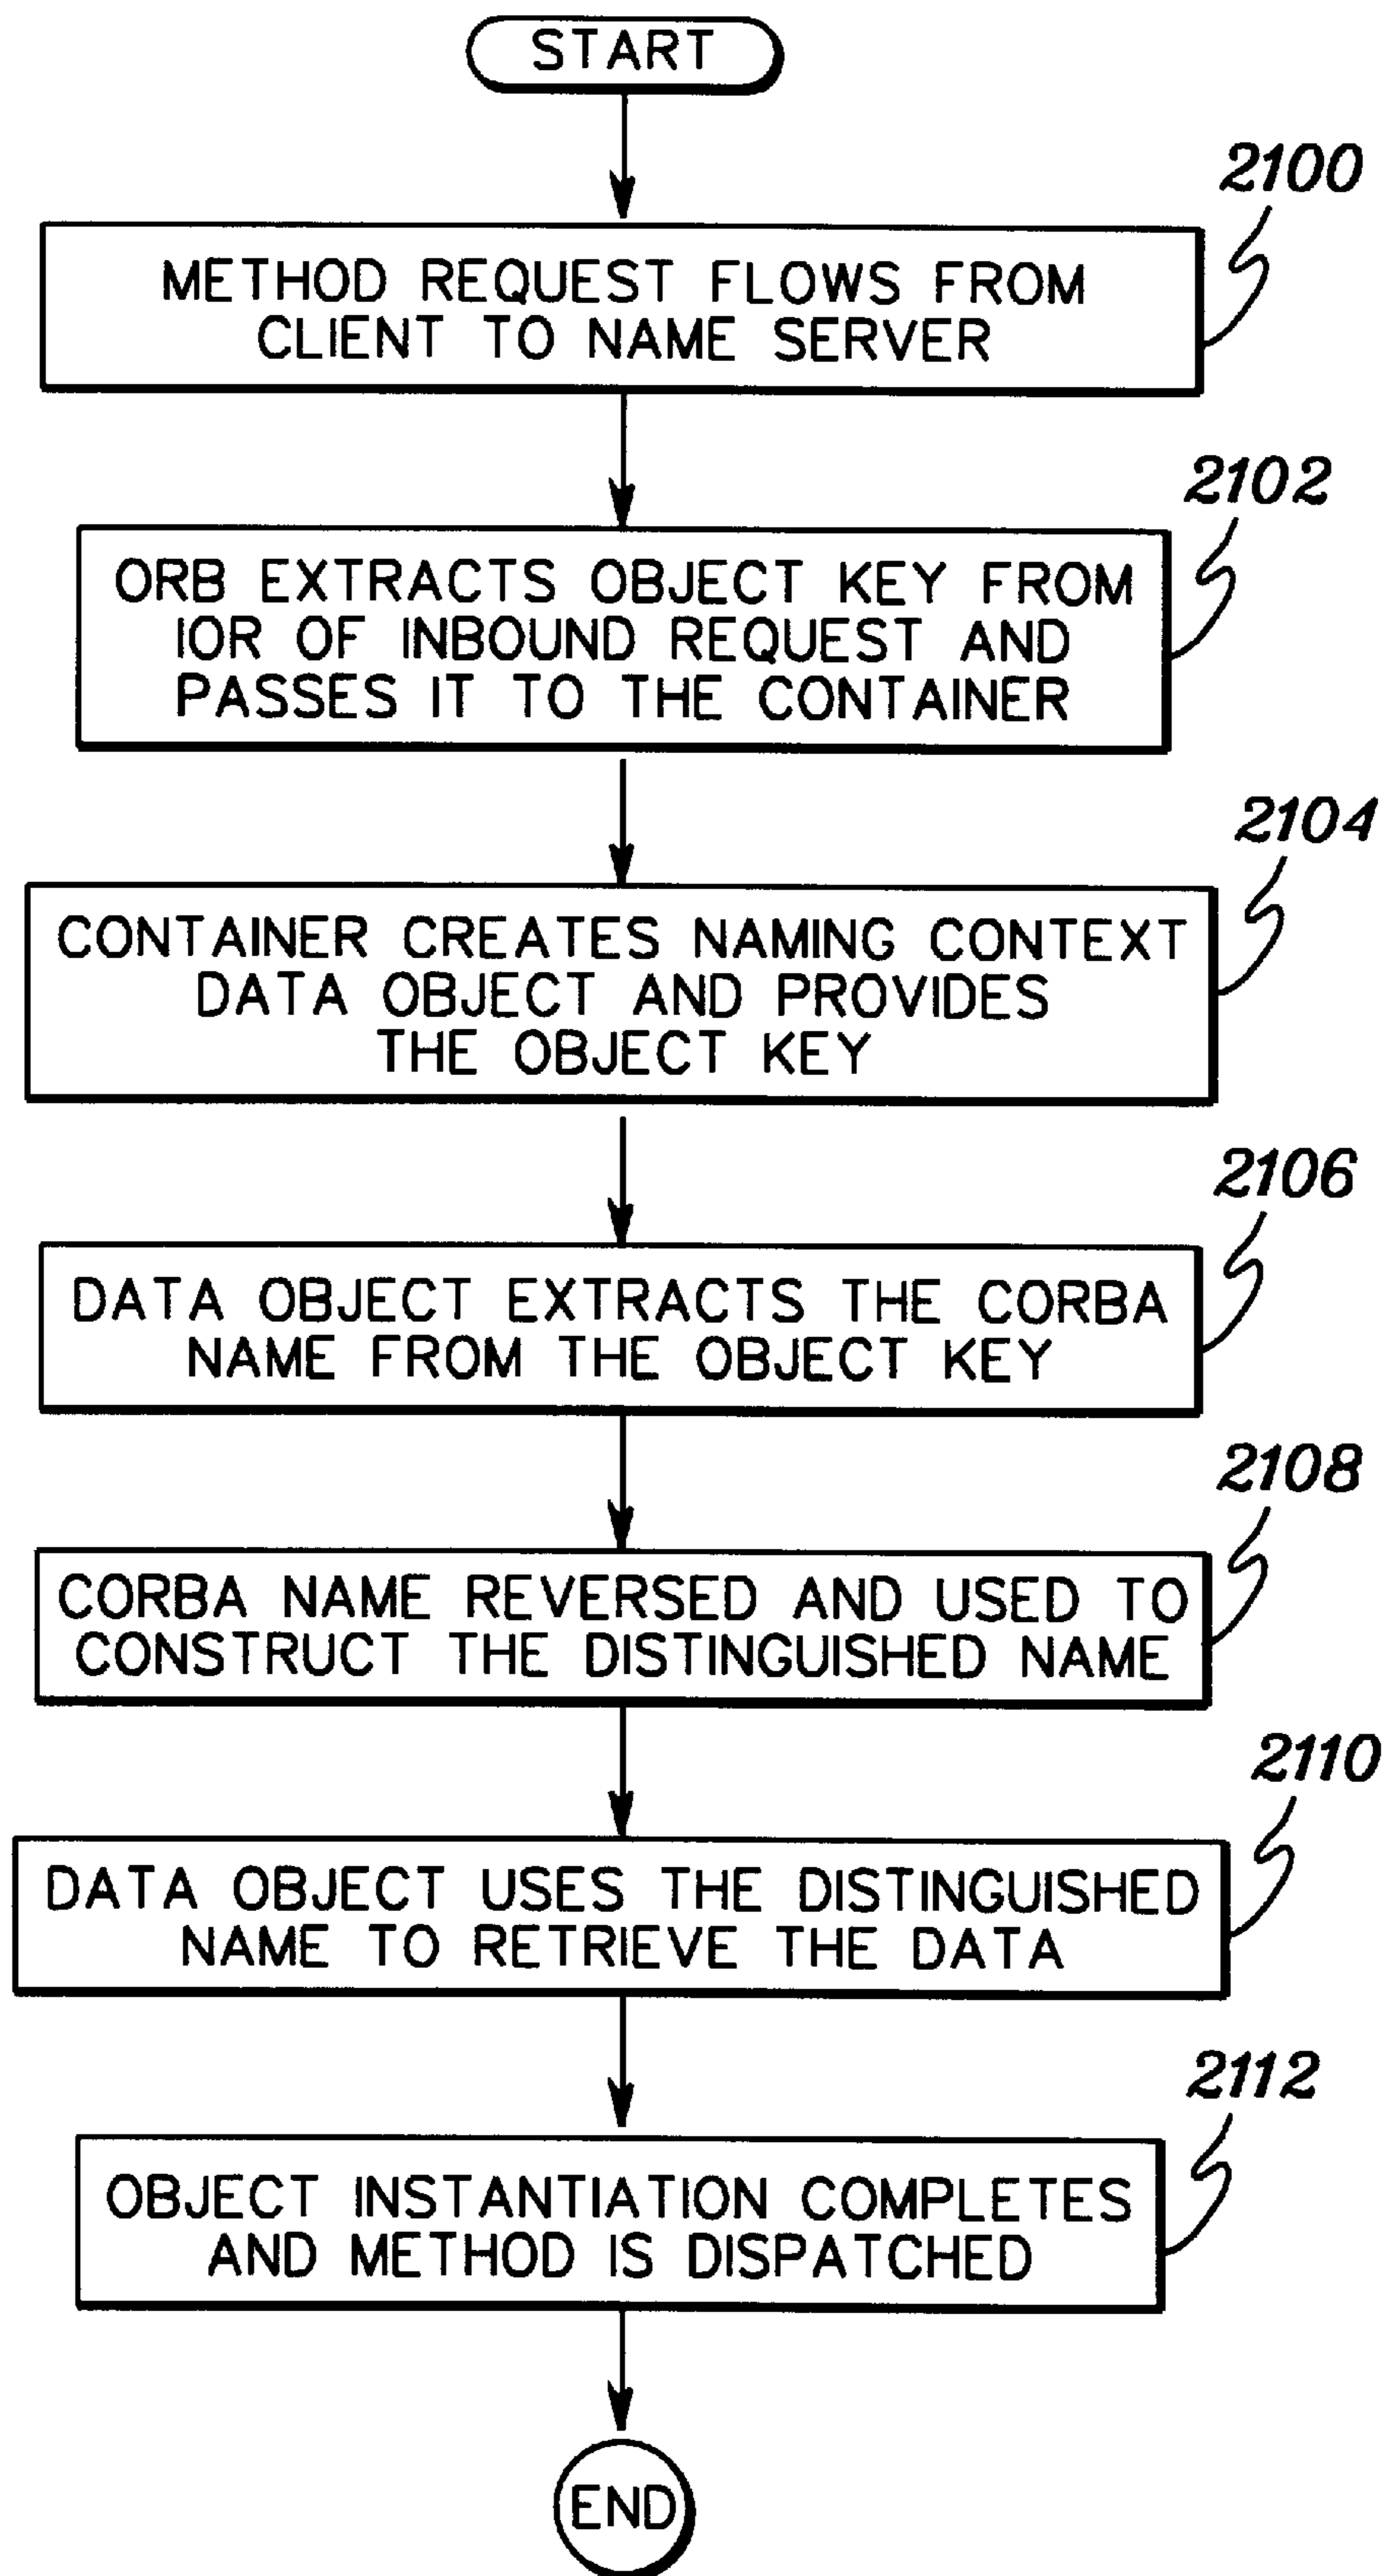 START
2100
METHOD REQUEST FLOWS FROM
CLIENT TO NAME SERVER
2102
ORB EXTRACTS OBJECT KEY FROM
IOR OF INBOUND REQUEST AND
PASSES IT TO THE CONTAINER
2104
CONTAINER CREATES NAMING CONTEXT
DATA OBJECT AND PROVIDES
THE OBJECT KEY
2106
DATA OBJECT EXTRACTS THE CORBA
NAME FROM THE OBJECT KEY
2108
CORBA NAME REVERSED AND USED TO
CONSTRUCT THE DISTINGUISHED NAME
2110
DATA OBJECT USES THE DISTINGUISHED
NAME TO RETRIEVE THE DATA
2112
OBJECT INSTANTIATION COMPLETES
AND METHOD IS DISPATCHED
END